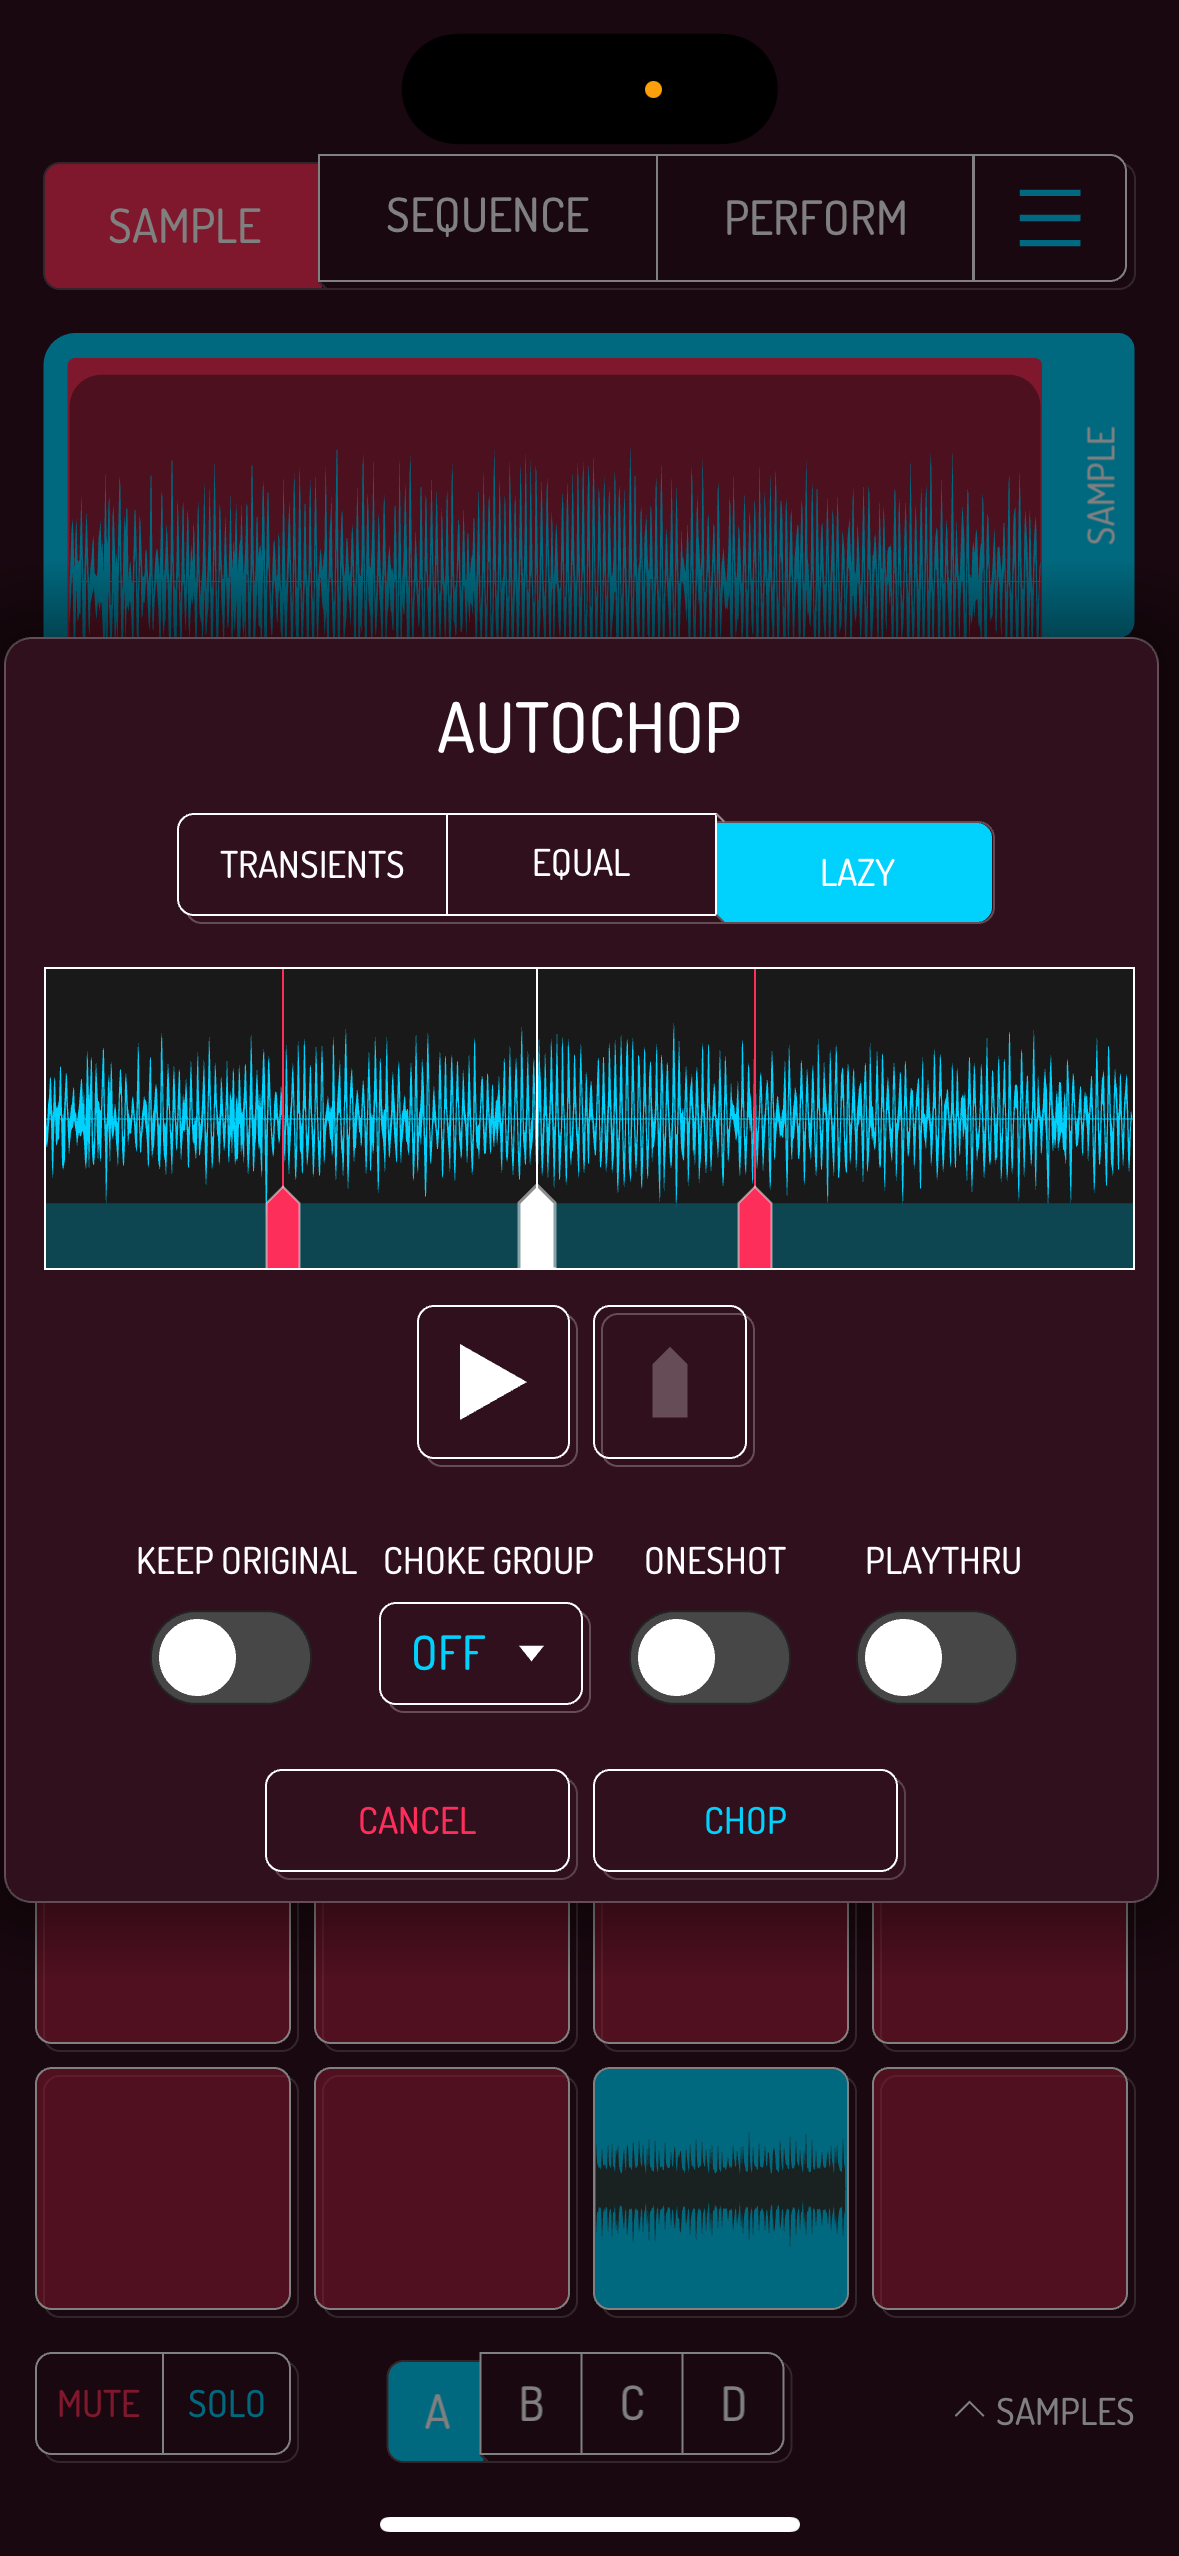 SAMPLE
SEQUENCE
PERFORM
SAMPLE
AUTOCHOP
TRANSIENTS
EQUAL
LAZY
KEEP ORIGINAL
CHOKE GROUP
ONESHOT
PLAYTHRU
OFF
CANCEL
CHOP
MUTE
SOLO
A
B
C
D
SAMPLES